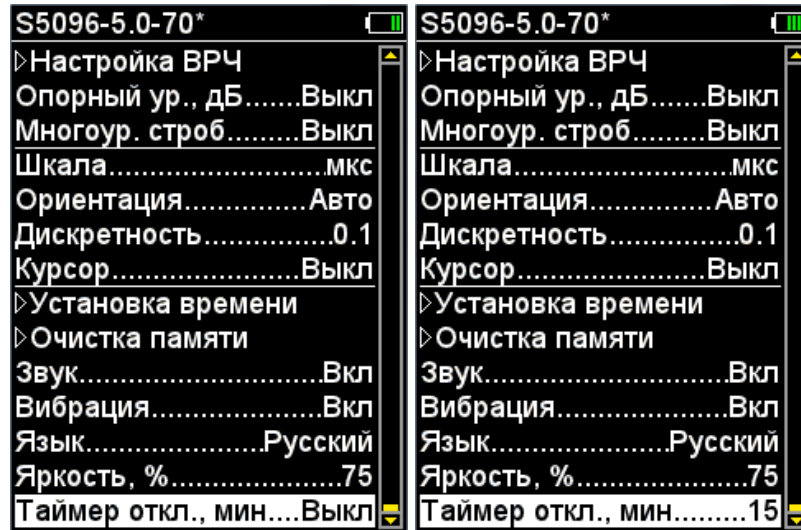 S5096-5.0-70*
Настройка ВРЧ
Опорный ур., дБ.......Выкл
Многоур. строб.........Выкл
Шкала..........................мкс
Ориентация...............Авто
Дискретность................0.1
Курсор.......................Выкл
Установка времени
Очистка памяти
Звук..............................Вкл
Вибрация.....................Вкл
Язык.....................Русский
Яркость, %.....................75
Таймер откл., мин....Выкл
S5096-5.0-70*
Настройка ВРЧ
Опорный ур., дБ.......Выкл
Многоур. строб.........Выкл
Шкала..........................мкс
Ориентация...............Авто
Дискретность................0.1
Курсор.......................Выкл
Установка времени
Очистка памяти
Звук..............................Вкл
Вибрация.....................Вкл
Язык.....................Русский
Яркость, %.....................75
Таймер откл., мин.........15